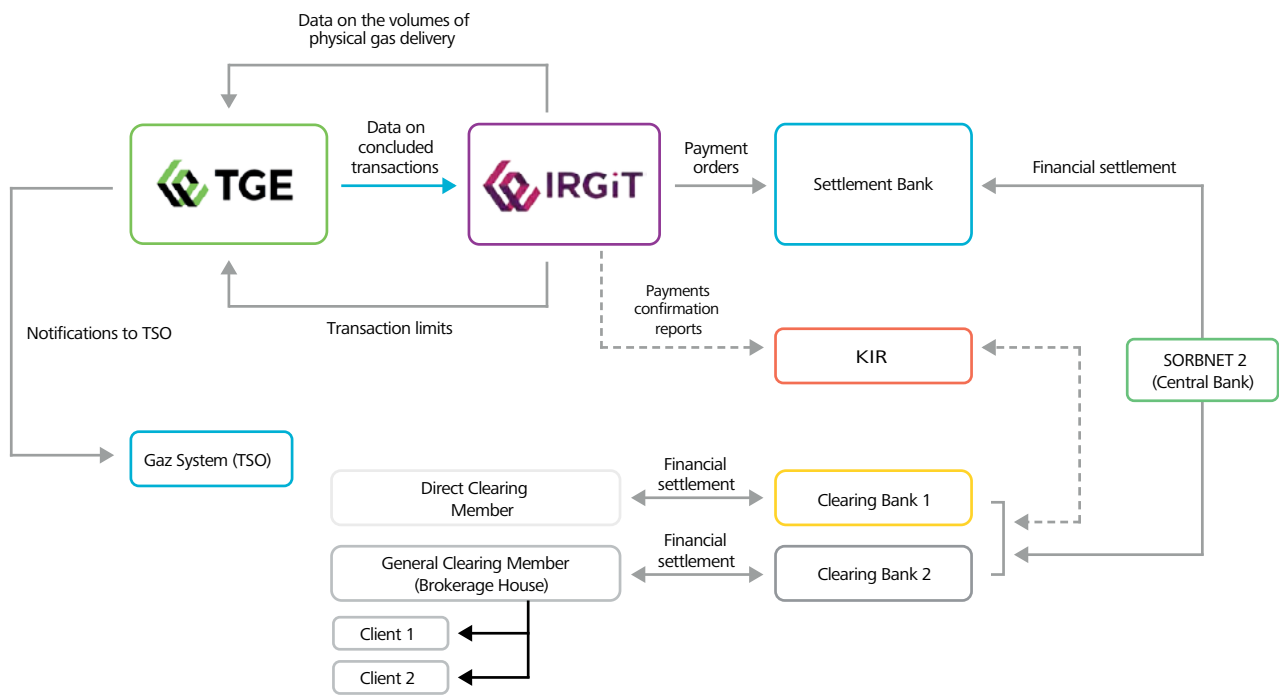 Data on the volumes of
physical gas delivery
TGE
Data on
concluded
transactions
IRGiT
Payment
orders
Settlement Bank
Financial settlement
Notifications to TSO
Transaction limits
Payments
confirmation
reports
KIR
SORBNET 2
(Central Bank)
Gaz System (TSO)
Direct Clearing
Member
Financial
settlement
Clearing Bank 1
General Clearing Member
(Brokerage House)
Financial
settlement
Clearing Bank 2
Client 1
Client 2